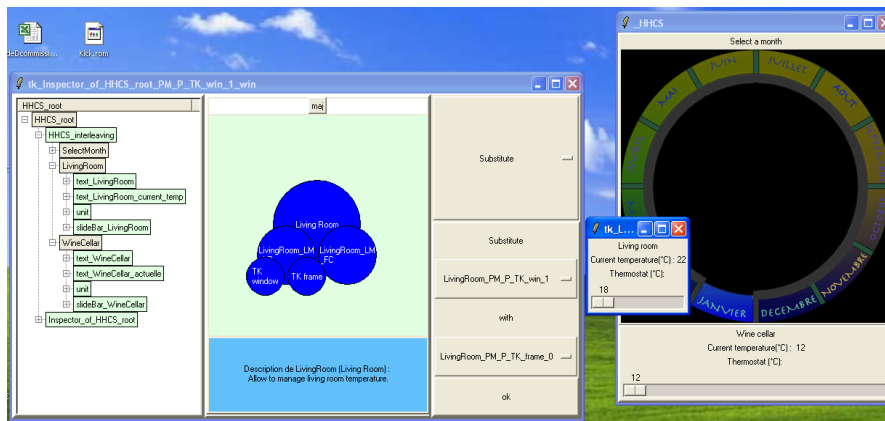 deDcommissi...
Kick.rom
tk_Inspector_of_HHCS_root_PM_P_TK_win_1_win
HHCS_root
HHCS_root
HHCS_interleaving
SelectMonth
LivingRoom
text_LivingRoom
text_LivingRoom_current_temp
unit
slideBar_LivingRoom
WineCellar
text_WineCellar
text_WineCellar_actuelle
unit
slideBar_WineCellar
Inspector_of_HHCS_root
maj
Living Room
LivingRoom_LM
LivingRoom_LM
_FC
TK
window
TK frame
Description de LivingRoom (Living Room) :
Allow to manage living room temperature.
Substitute
Substitute
LivingRoom_PM_P_TK_win_1
with
LivingRoom_PM_P_TK_frame_0
ok
_HHCS
Select a month
MAI
JUIN
JUILLET
AOUT
OCTOBRE
NOVEMBRE
DECEMBRE
JANVIER
tk_L...
Living room
Current temperature(°C) : 22
Thermostat (°C):
18
Wine cellar
Current temperature(°C) : 12
Thermostat (°C):
12